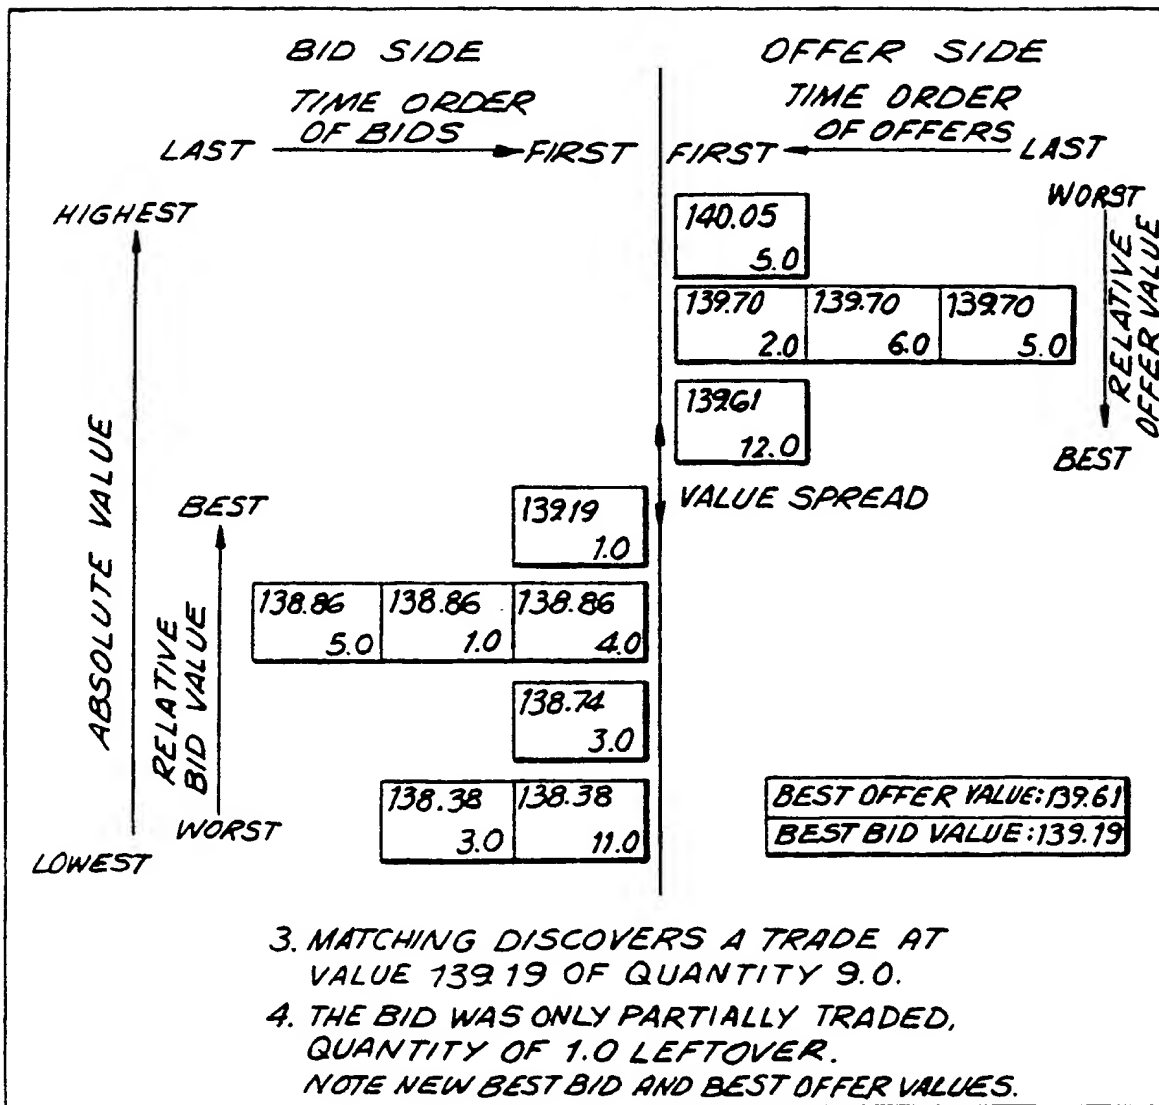 BID SIDE
OFFER SIDE
TIME ORDER
OF BIDS
TIME ORDER
OF OFFERS
LAST
FIRST
FIRST
LAST
HIGHEST
WORST
140.05
5.0
139.70 139.70 139.70
2.0 6.0 5.0
RELATIVE
OFFER VALUE
139.61
12.0
BEST
ABSOLUTE VALUE
BEST
VALUE SPREAD
139.19
1.0
138.86 138.86 138.86
5.0 1.0 4.0
RELATIVE
BID VALUE
138.74
3.0
138.38 138.38
3.0 11.0
WORST
LOWEST
BEST OFFER VALUE:139.61
BEST BID VALUE:139.19
3. MATCHING DISCOVERS A TRADE AT
VALUE 139.19 OF QUANTITY 9.0.
4. THE BID WAS ONLY PARTIALLY TRADED,
QUANTITY OF 1.0 LEFTOVER.
NOTE NEW BEST BID AND BEST OFFER VALUES.